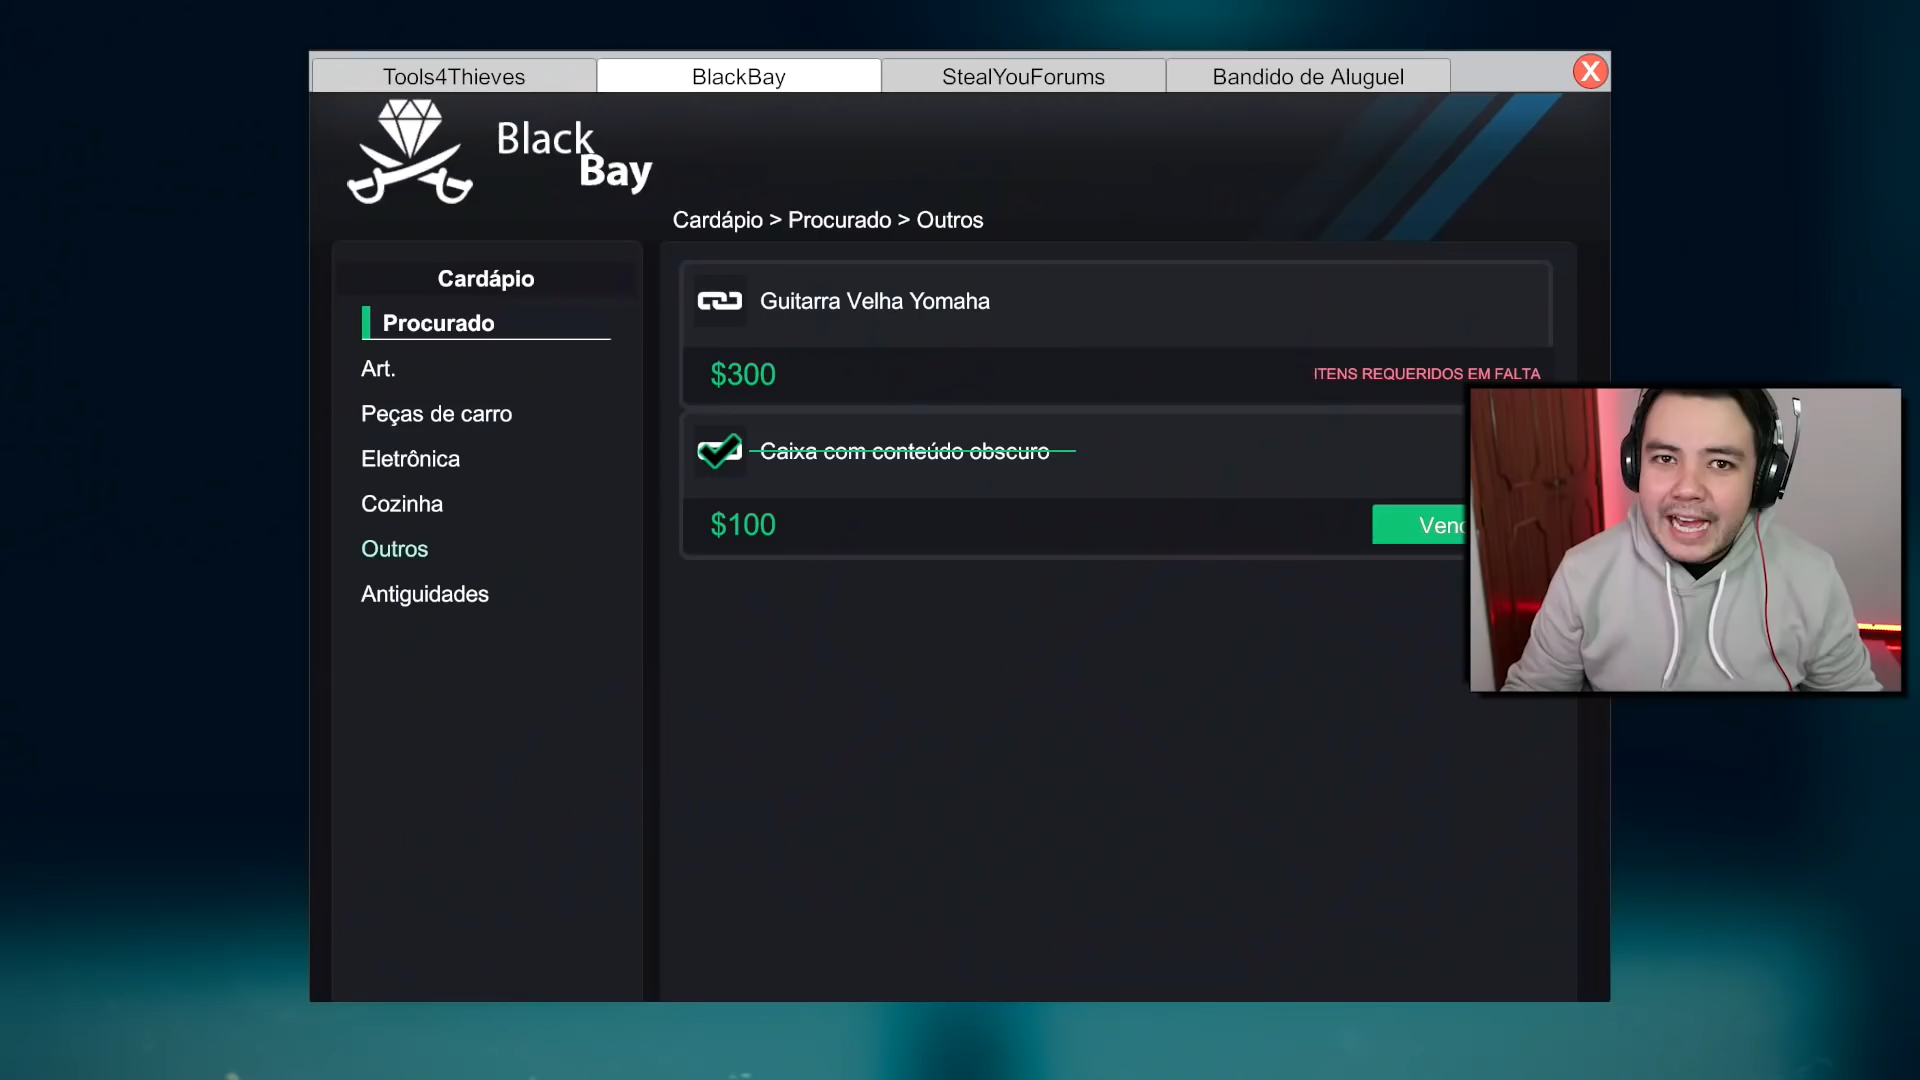 Tools4Thieves
BlackBay
StealYouForums
Bandido de Aluguel
X
Black
Bay
Cardápio > Procurado > Outros
Cardápio
Procurado
Art.
Peças de carro
Eletrônica
Cozinha
Outros
Antiguidades
Guitarra Velha Yomaha
$300
ITENS REQUERIDOS EM FALTA
Caixa com conteúdo obscuro
$100